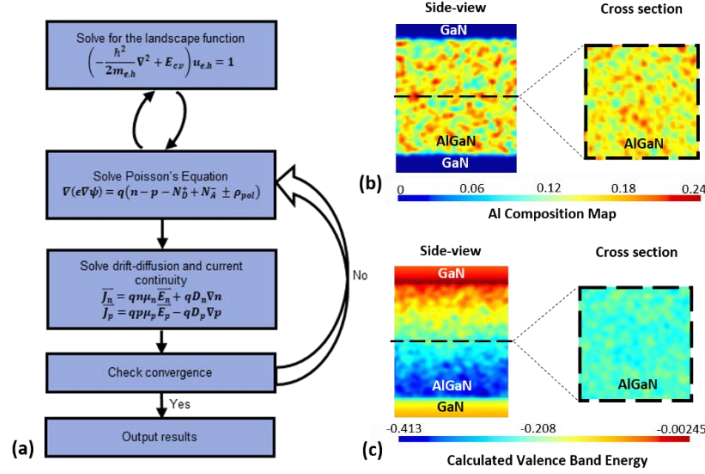 Solve for the landscape function
(-ℏ²/2m_{e,h} ∇² + E_{c,v}) u_{e,h} = 1
Solve Poisson's Equation
∇(ϵ∇ψ) = q(n - p - N_D^+ + N_A^- ± ρ_{pol})
Solve drift-diffusion and current
continuity
J_n = qnμ_n E_n + qD_n∇n
J_p = qpμ_p E_p - qD_p∇p
No
Check convergence
Yes
Output results
(a)
Side-view
Cross section
GaN
AlGaN
AlGaN
GaN
(b)
0 0.06 0.12 0.18 0.24
Al Composition Map
Side-view
Cross section
GaN
AlGaN
AlGaN
GaN
(c)
-0.413 -0.208 -0.00245
Calculated Valence Band Energy